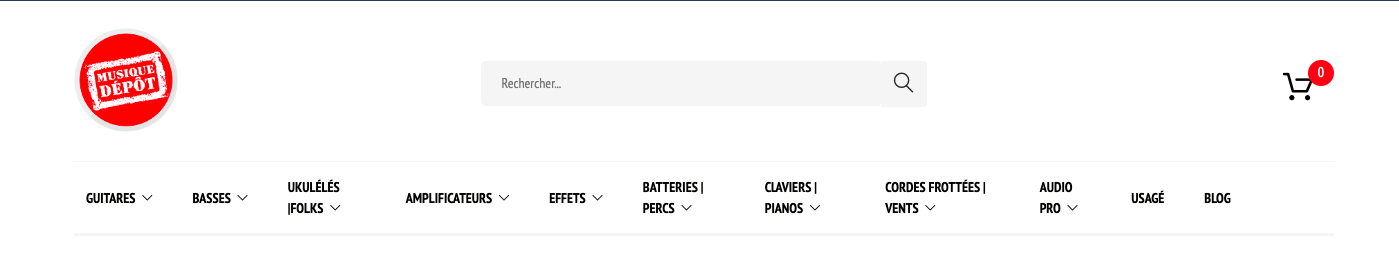 MUSIQUE
DÉPÔT
Rechercher...
0
GUITARES
BASSES
UKULÉLÉS
|FOLKS
AMPLIFICATEURS
EFFETS
BATTERIES |
PERCS
CLAVIERS |
PIANOS
CORDES FROTTÉES |
VENTS
AUDIO
PRO
USAGÉ
BLOG